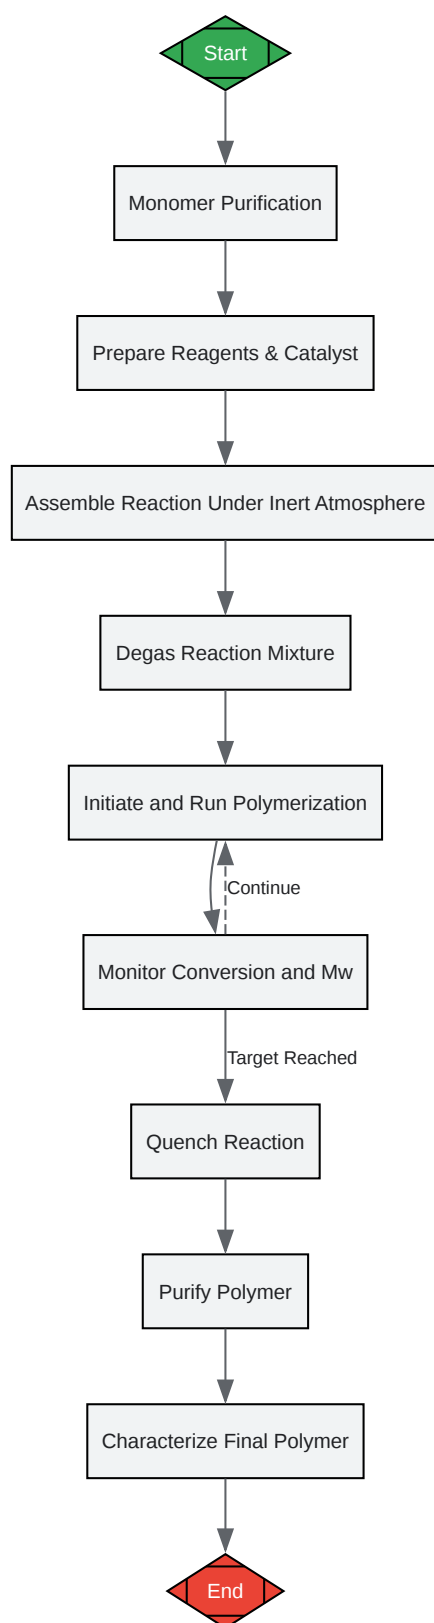 Start
Monomer Purification
Prepare Reagents & Catalyst
Assemble Reaction Under Inert Atmosphere
Degas Reaction Mixture
Initiate and Run Polymerization
Continue
Monitor Conversion and Mw
Target Reached
Quench Reaction
Purify Polymer
Characterize Final Polymer
End